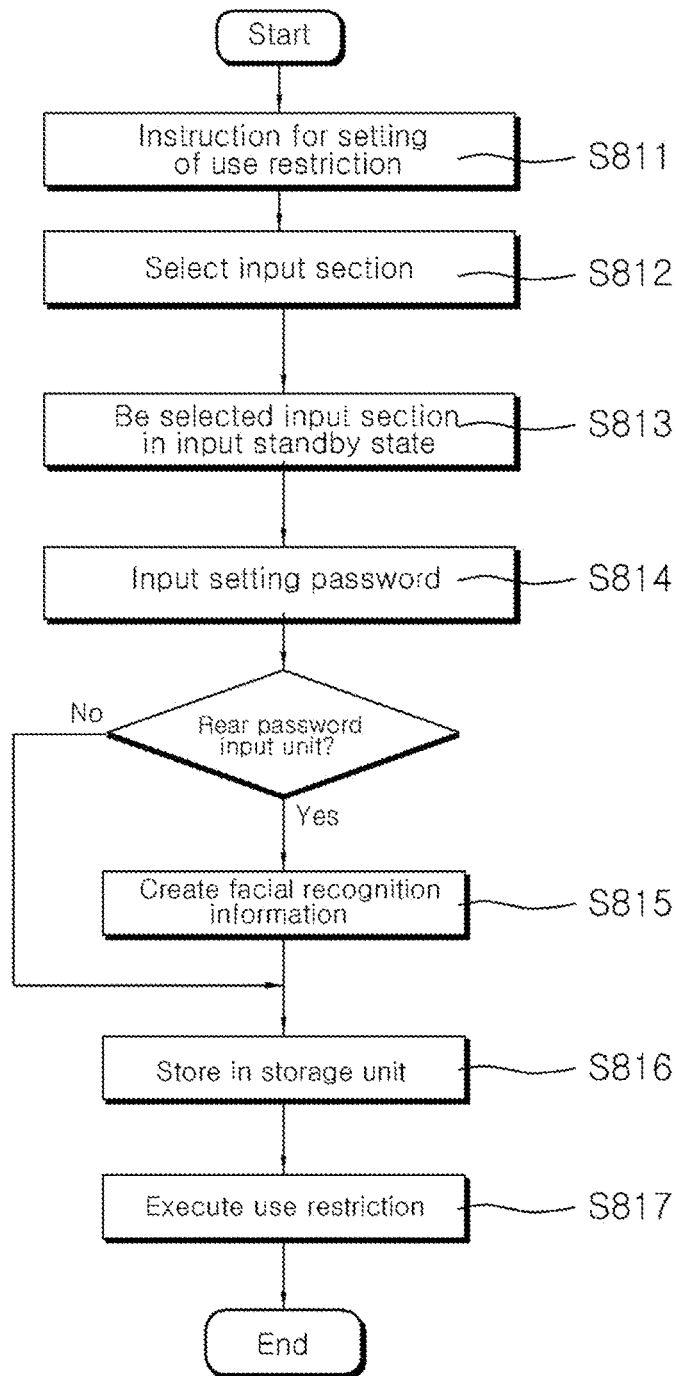 Start
Instruction for setting
of use restriction
S811
Select input section
S812
Be selected input section
in input standby state
S813
Input setting password
S814
No
Rear password
input unit?
Yes
Create facial recognition
information
S815
Store in storage unit
S816
Execute use restriction
S817
End